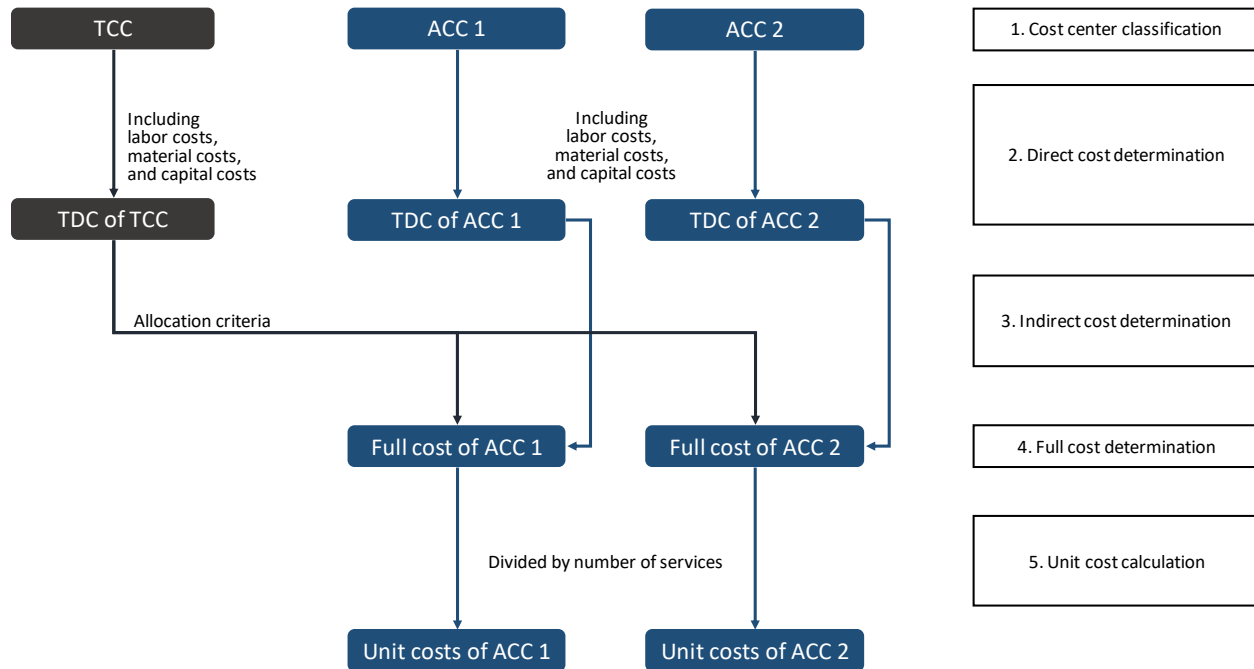 TCC
ACC 1
ACC 2
1. Cost center classification
Including
labor costs,
material costs,
and capital costs
Including
labor costs,
material costs,
and capital costs
2. Direct cost determination
TDC of TCC
TDC of ACC 1
TDC of ACC 2
Allocation criteria
3. Indirect cost determination
Full cost of ACC 1
Full cost of ACC 2
4. Full cost determination
Divided by number of services
5. Unit cost calculation
Unit costs of ACC 1
Unit costs of ACC 2